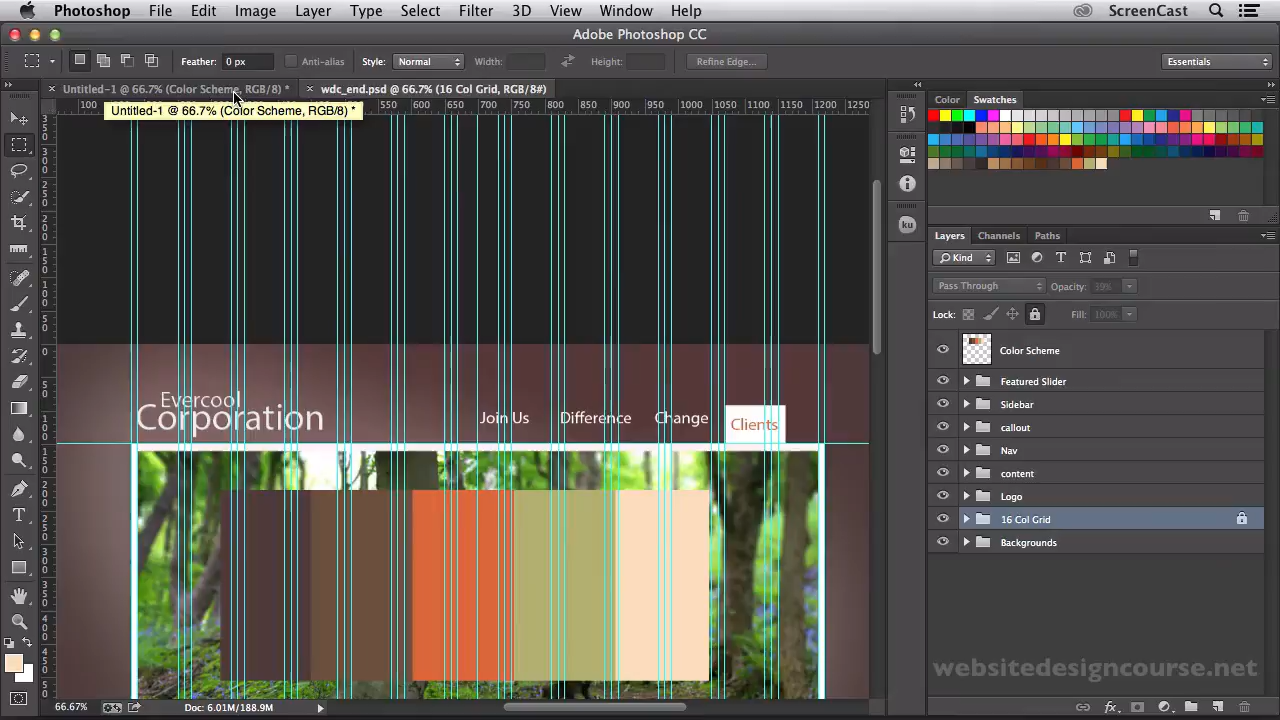 Photoshop File Edit Image Layer Type Select Filter 3D View Window Help ScreenCast
Adobe Photoshop CC
Feather: 0 px Anti-alias Style: Normal Width: Height: Refine Edge... Essentials
Untitled-1 @ 66.7% (Color Scheme, RGB/8) * wdc_end.psd @ 66.7% (16 Col Grid, RGB/8#)
Untitled-1 @ 66.7% (Color Scheme, RGB/8) *
Color Swatches
ku
Layers Channels Paths
Kind
Pass Through Opacity: 39%
Lock: Fill: 100%
Color Scheme
Featured Slider
Sidebar
callout
Nav
content
Logo
16 Col Grid
Backgrounds
Evercool
Corporation
Join Us Difference Change Clients
websitedesigncourse.net
66.67% Doc: 6.01M/188.9M